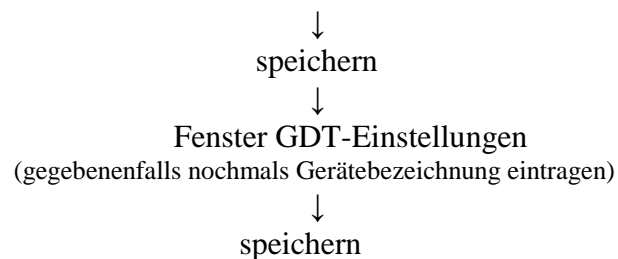 ↓
speichern
↓
Fenster GDT-Einstellungen
(gegebenenfalls nochmals Gerätebezeichnung eintragen)
↓
speichern